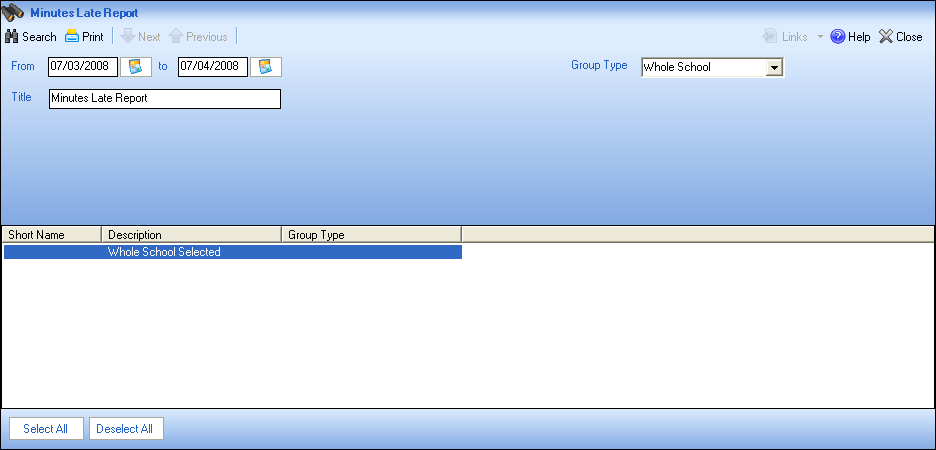 Minutes Late Report
Search Print Next Previous Links Help Close
From 07/03/2008 to 07/04/2008 Group Type Whole School
Title Minutes Late Report
Short Name Description Group Type
Whole School Selected
Select All Deselect All